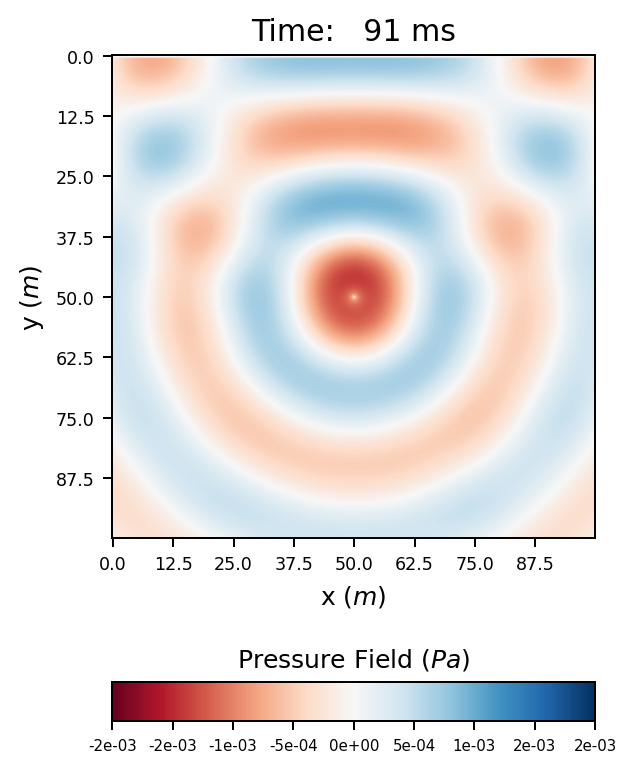 Time:   91 ms
0.0
12.5
25.0
37.5
50.0
62.5
75.0
87.5
y (m)
0.0 12.5 25.0 37.5 50.0 62.5 75.0 87.5
x (m)
Pressure Field (Pa)
-2e-03 -2e-03 -1e-03 -5e-04 0e+00 5e-04 1e-03 2e-03 2e-03